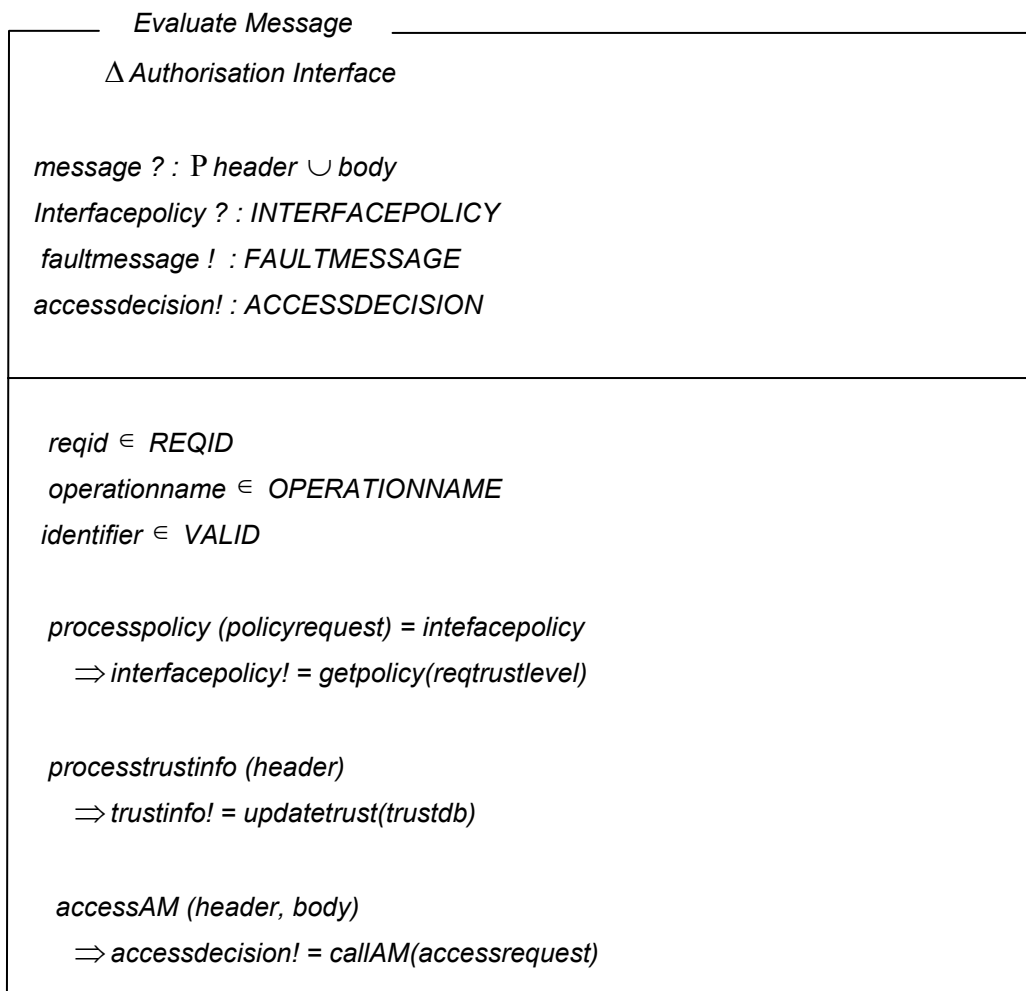 Evaluate Message
Δ Authorisation Interface
message ? : P header ∪ body
Interfacepolicy ? : INTERFACEPOLICY
faultmessage ! : FAULTMESSAGE
accessdecision! : ACCESSDECISION
reqid ∈ REQID
operationname ∈ OPERATIONNAME
identifier ∈ VALID
processpolicy (policyrequest) = intefacepolicy
⇒ interfacepolicy! = getpolicy(reqtrustlevel)
processtrustinfo (header)
⇒ trustinfo! = updatetrust(trustdb)
accessAM (header, body)
⇒ accessdecision! = callAM(accessrequest)